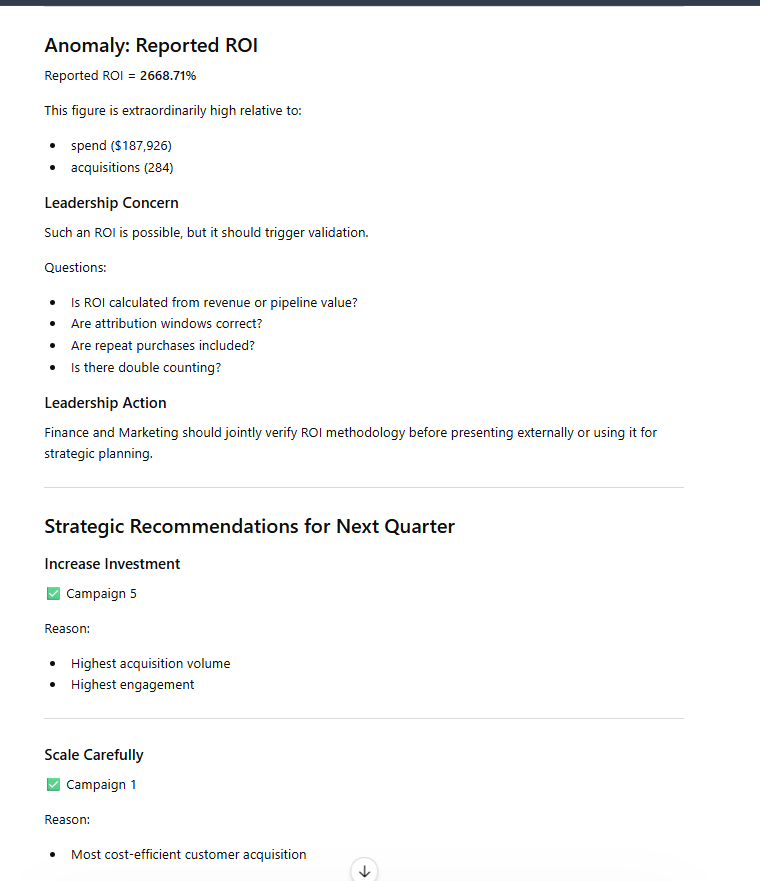 Anomaly: Reported ROI
Reported ROI = 2668.71%
This figure is extraordinarily high relative to:
• spend ($187,926)
• acquisitions (284)
Leadership Concern
Such an ROI is possible, but it should trigger validation.
Questions:
• Is ROI calculated from revenue or pipeline value?
• Are attribution windows correct?
• Are repeat purchases included?
• Is there double counting?
Leadership Action
Finance and Marketing should jointly verify ROI methodology before presenting externally or using it for
strategic planning.
Strategic Recommendations for Next Quarter
Increase Investment
✅ Campaign 5
Reason:
• Highest acquisition volume
• Highest engagement
Scale Carefully
✅ Campaign 1
Reason:
• Most cost-efficient customer acquisition